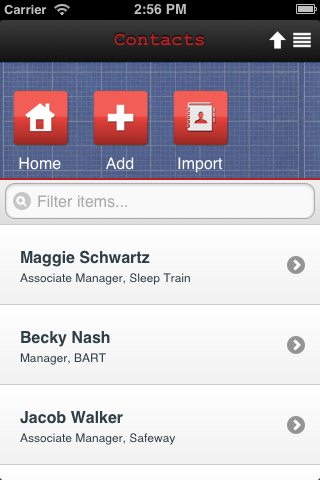 Carrier 2:56 PM
Contacts
Home Add Import
Filter items...
Maggie Schwartz
Associate Manager, Sleep Train
Becky Nash
Manager, BART
Jacob Walker
Associate Manager, Safeway